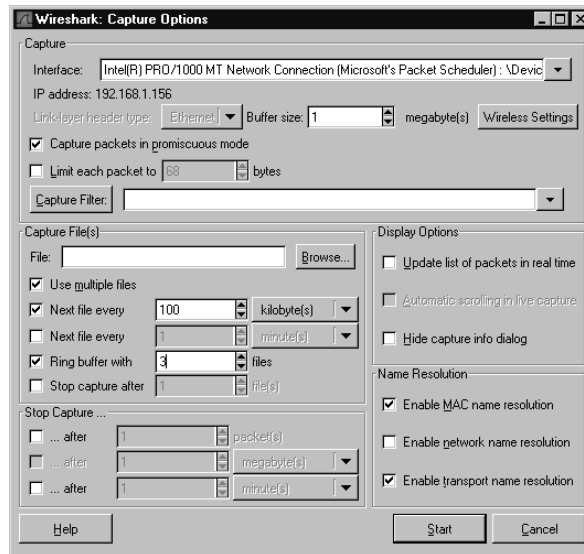 Wireshark: Capture Options
Capture
Interface: Intel(R) PRO/1000 MT Network Connection (Microsoft's Packet Scheduler) : \Devic
IP address: 192.168.1.156
Link-layer header type: Ethernet Buffer size: 1 megabyte(s) Wireless Settings
Capture packets in promiscuous mode
Limit each packet to 68 bytes
Capture Filter:
Capture File(s)
File: Browse...
Use multiple files
Next file every 100 kilobyte(s)
Next file every 1 minute(s)
Ring buffer with 3 files
Stop capture after 1 file(s)
Display Options
Update list of packets in real time
Automatic scrolling in live capture
Hide capture info dialog
Stop Capture ...
... after 1 packet(s)
... after 1 megabyte(s)
... after 1 minute(s)
Name Resolution
Enable MAC name resolution
Enable network name resolution
Enable transport name resolution
Help Start Cancel